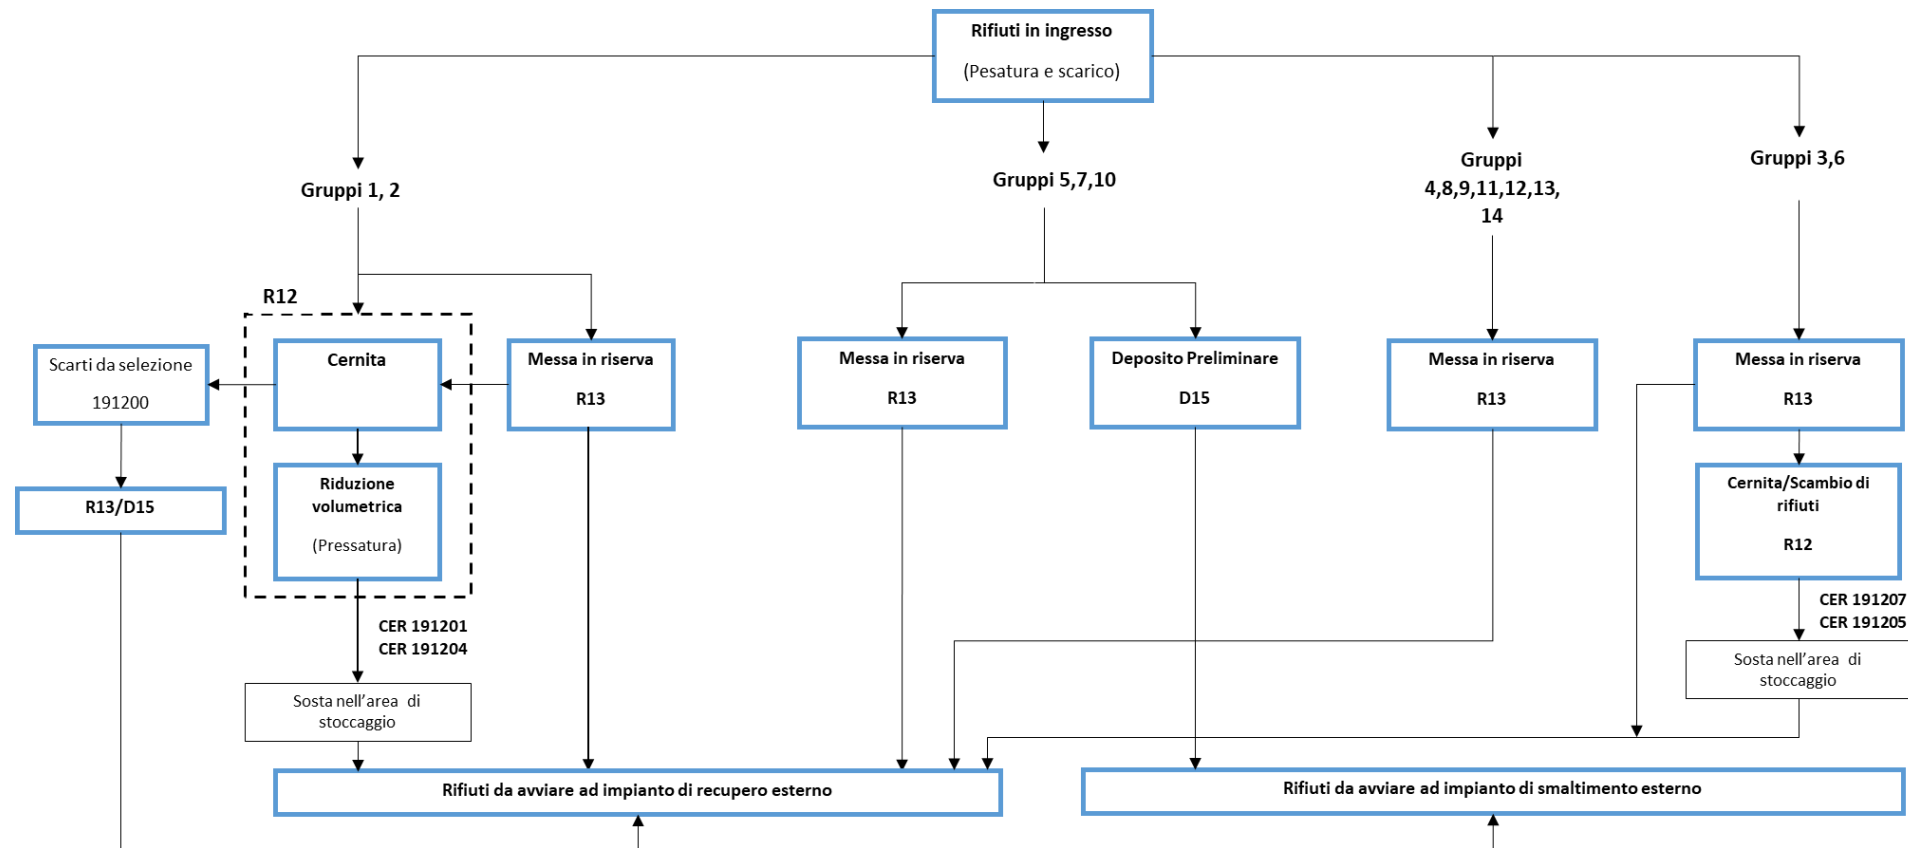 Rifiuti in ingresso
(Pesatura e scarico)
Gruppi 1, 2
Gruppi 5,7,10
Gruppi
4,8,9,11,12,13,
14
Gruppi 3,6
R12
Scarti da selezione
191200
Cernita
Messa in riserva
R13
Messa in riserva
R13
Deposito Preliminare
D15
Messa in riserva
R13
Messa in riserva
R13
R13/D15
Riduzione
volumetrica
(Pressatura)
Cernita/Scambio di
rifiuti
R12
CER 191201
CER 191204
CER 191207
CER 191205
Sosta nell'area di
stoccaggio
Sosta nell'area di
stoccaggio
Rifiuti da avviare ad impianto di recupero esterno
Rifiuti da avviare ad impianto di smaltimento esterno